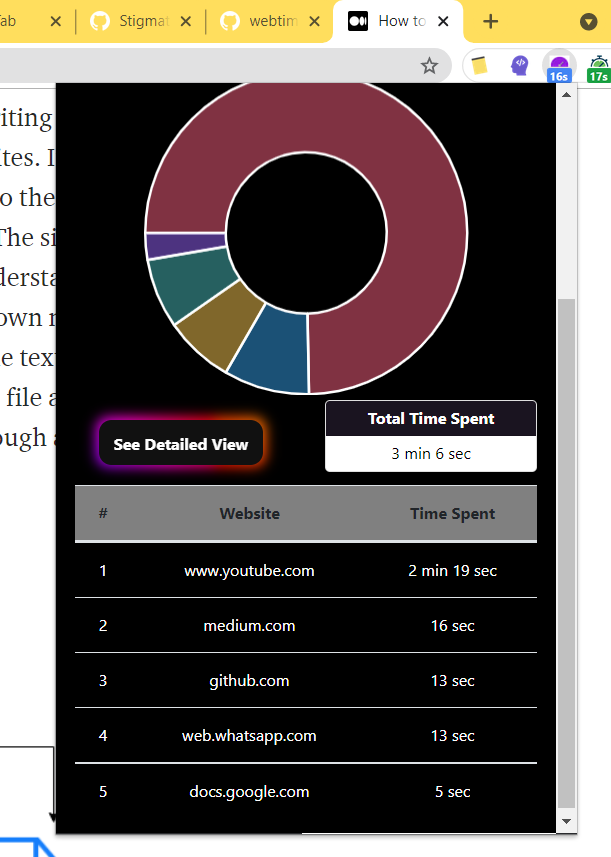 Tab
Stigmat
webtim
How to
16s
17s
iting
ites. I
o the
The si
dersta
own
e tex
file a
ough a
See Detailed View
Total Time Spent
3 min 6 sec
# Website Time Spent
1 www.youtube.com 2 min 19 sec
2 medium.com 16 sec
3 github.com 13 sec
4 web.whatsapp.com 13 sec
5 docs.google.com 5 sec